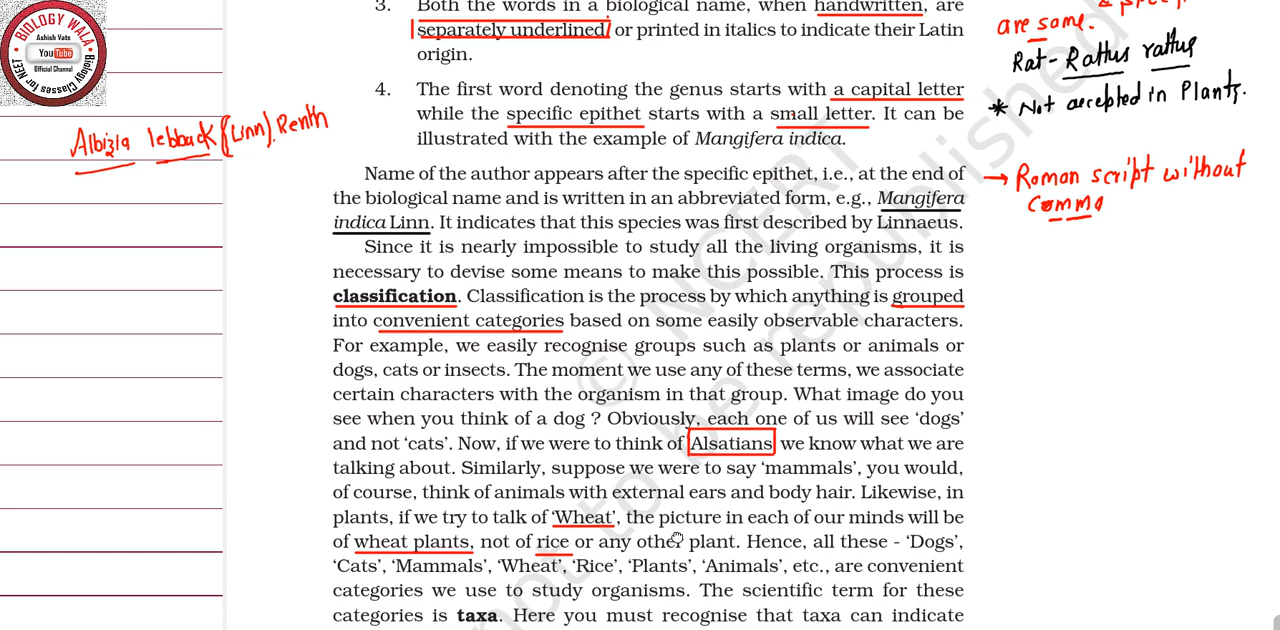 BIOLOGY WALA
Ashish Vats
YouTube
Official Channel
Biology Classes for NEET
3. Both the words in a biological name, when handwritten, are
separately underlined, or printed in italics to indicate their Latin
origin.
4. The first word denoting the genus starts with a capital letter
while the specific epithet starts with a small letter. It can be
illustrated with the example of Mangifera indica.
Albizla lebbuck (Linn). Renth
are same.
Rat - Rattus rattus
* Not accepted in Plants.
→ Roman script without
comma
Name of the author appears after the specific epithet, i.e., at the end of
the biological name and is written in an abbreviated form, e.g., Mangifera
indica Linn. It indicates that this species was first described by Linnaeus.
Since it is nearly impossible to study all the living organisms, it is
necessary to devise some means to make this possible. This process is
classification. Classification is the process by which anything is grouped
into convenient categories based on some easily observable characters.
For example, we easily recognise groups such as plants or animals or
dogs, cats or insects. The moment we use any of these terms, we associate
certain characters with the organism in that group. What image do you
see when you think of a dog ? Obviously, each one of us will see ‘dogs’
and not ‘cats’. Now, if we were to think of Alsatians we know what we are
talking about. Similarly, suppose we were to say ‘mammals’, you would,
of course, think of animals with external ears and body hair. Likewise, in
plants, if we try to talk of ‘Wheat’, the picture in each of our minds will be
of wheat plants, not of rice or any other plant. Hence, all these - ‘Dogs’,
‘Cats’, ‘Mammals’, ‘Wheat’, ‘Rice’, ‘Plants’, ‘Animals’, etc., are convenient
categories we use to study organisms. The scientific term for these
categories is taxa. Here you must recognise that taxa can indicate
© NCERT
not to be republished